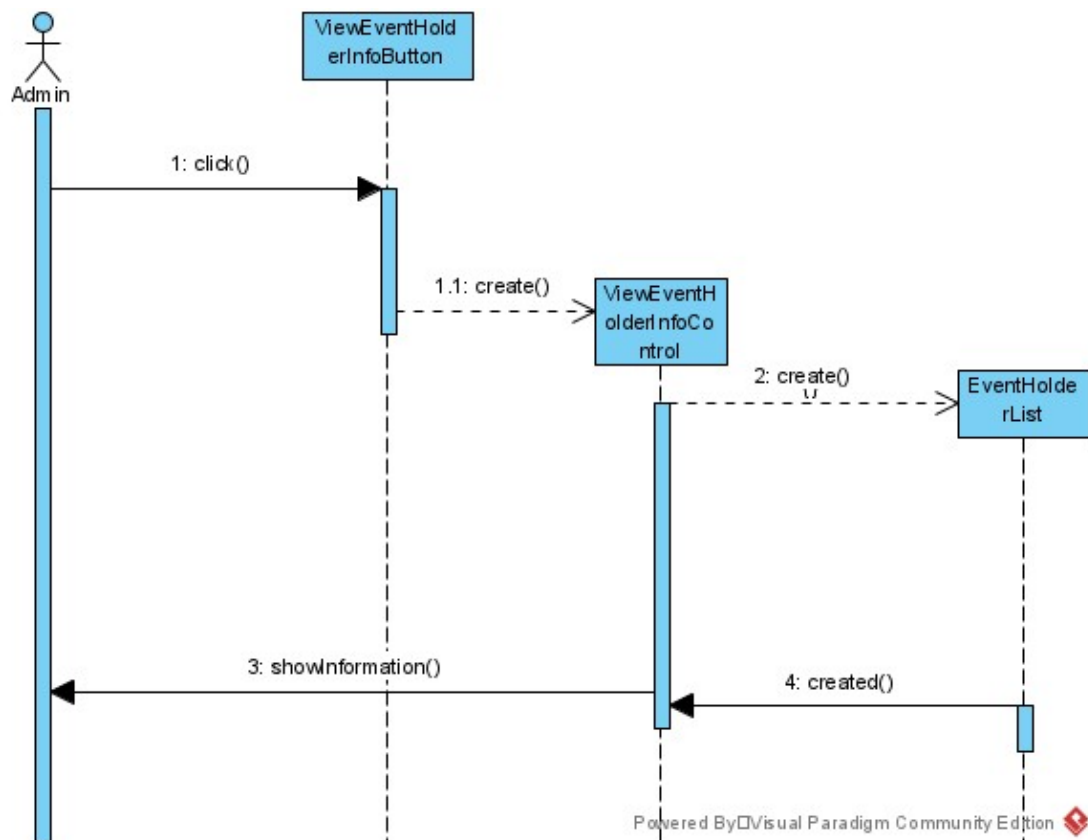 ViewEventHold
erInfoButton
Admin
1: click()
1.1: create()
ViewEventH
olderInfoCo
ntrol
2: create()
EventHolde
rList
3: showInformation()
4: created()
Powered By□Visual Paradigm Community Edition